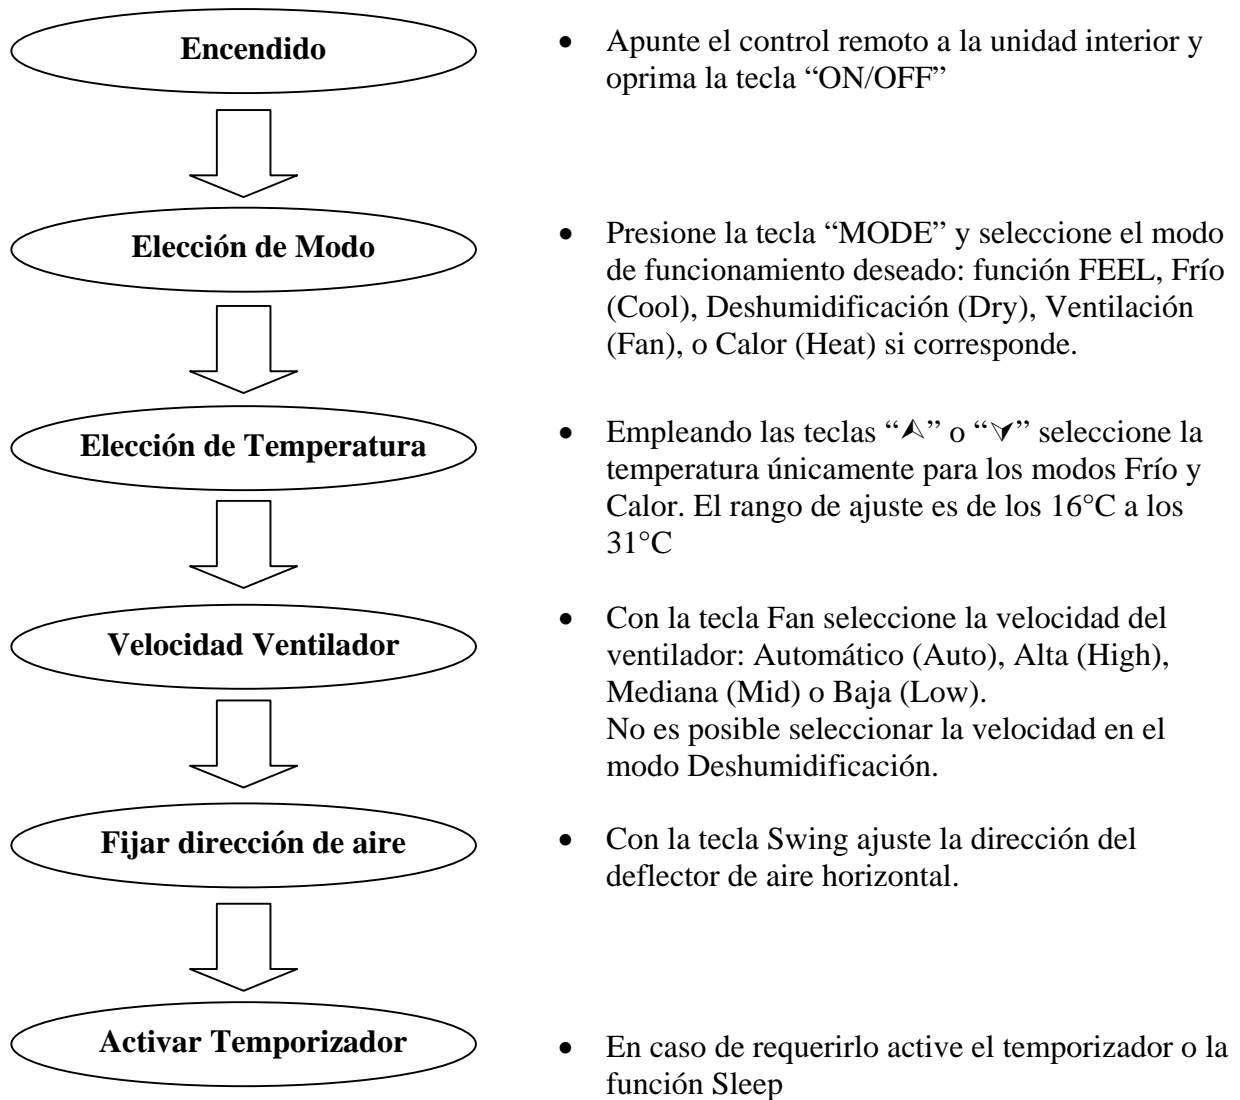 Encendido
• Apunte el control remoto a la unidad interior y
oprima la tecla “ON/OFF”
Elección de Modo
• Presione la tecla “MODE” y seleccione el modo
de funcionamiento deseado: función FEEL, Frío
(Cool), Deshumidificación (Dry), Ventilación
(Fan), o Calor (Heat) si corresponde.
Elección de Temperatura
• Empleando las teclas “⮝” o “⮟” seleccione la
temperatura únicamente para los modos Frío y
Calor. El rango de ajuste es de los 16°C a los
31°C
Velocidad Ventilador
• Con la tecla Fan seleccione la velocidad del
ventilador: Automático (Auto), Alta (High),
Mediana (Mid) o Baja (Low).
No es posible seleccionar la velocidad en el
modo Deshumidificación.
Fijar dirección de aire
• Con la tecla Swing ajuste la dirección del
deflector de aire horizontal.
Activar Temporizador
• En caso de requerirlo active el temporizador o la
función Sleep